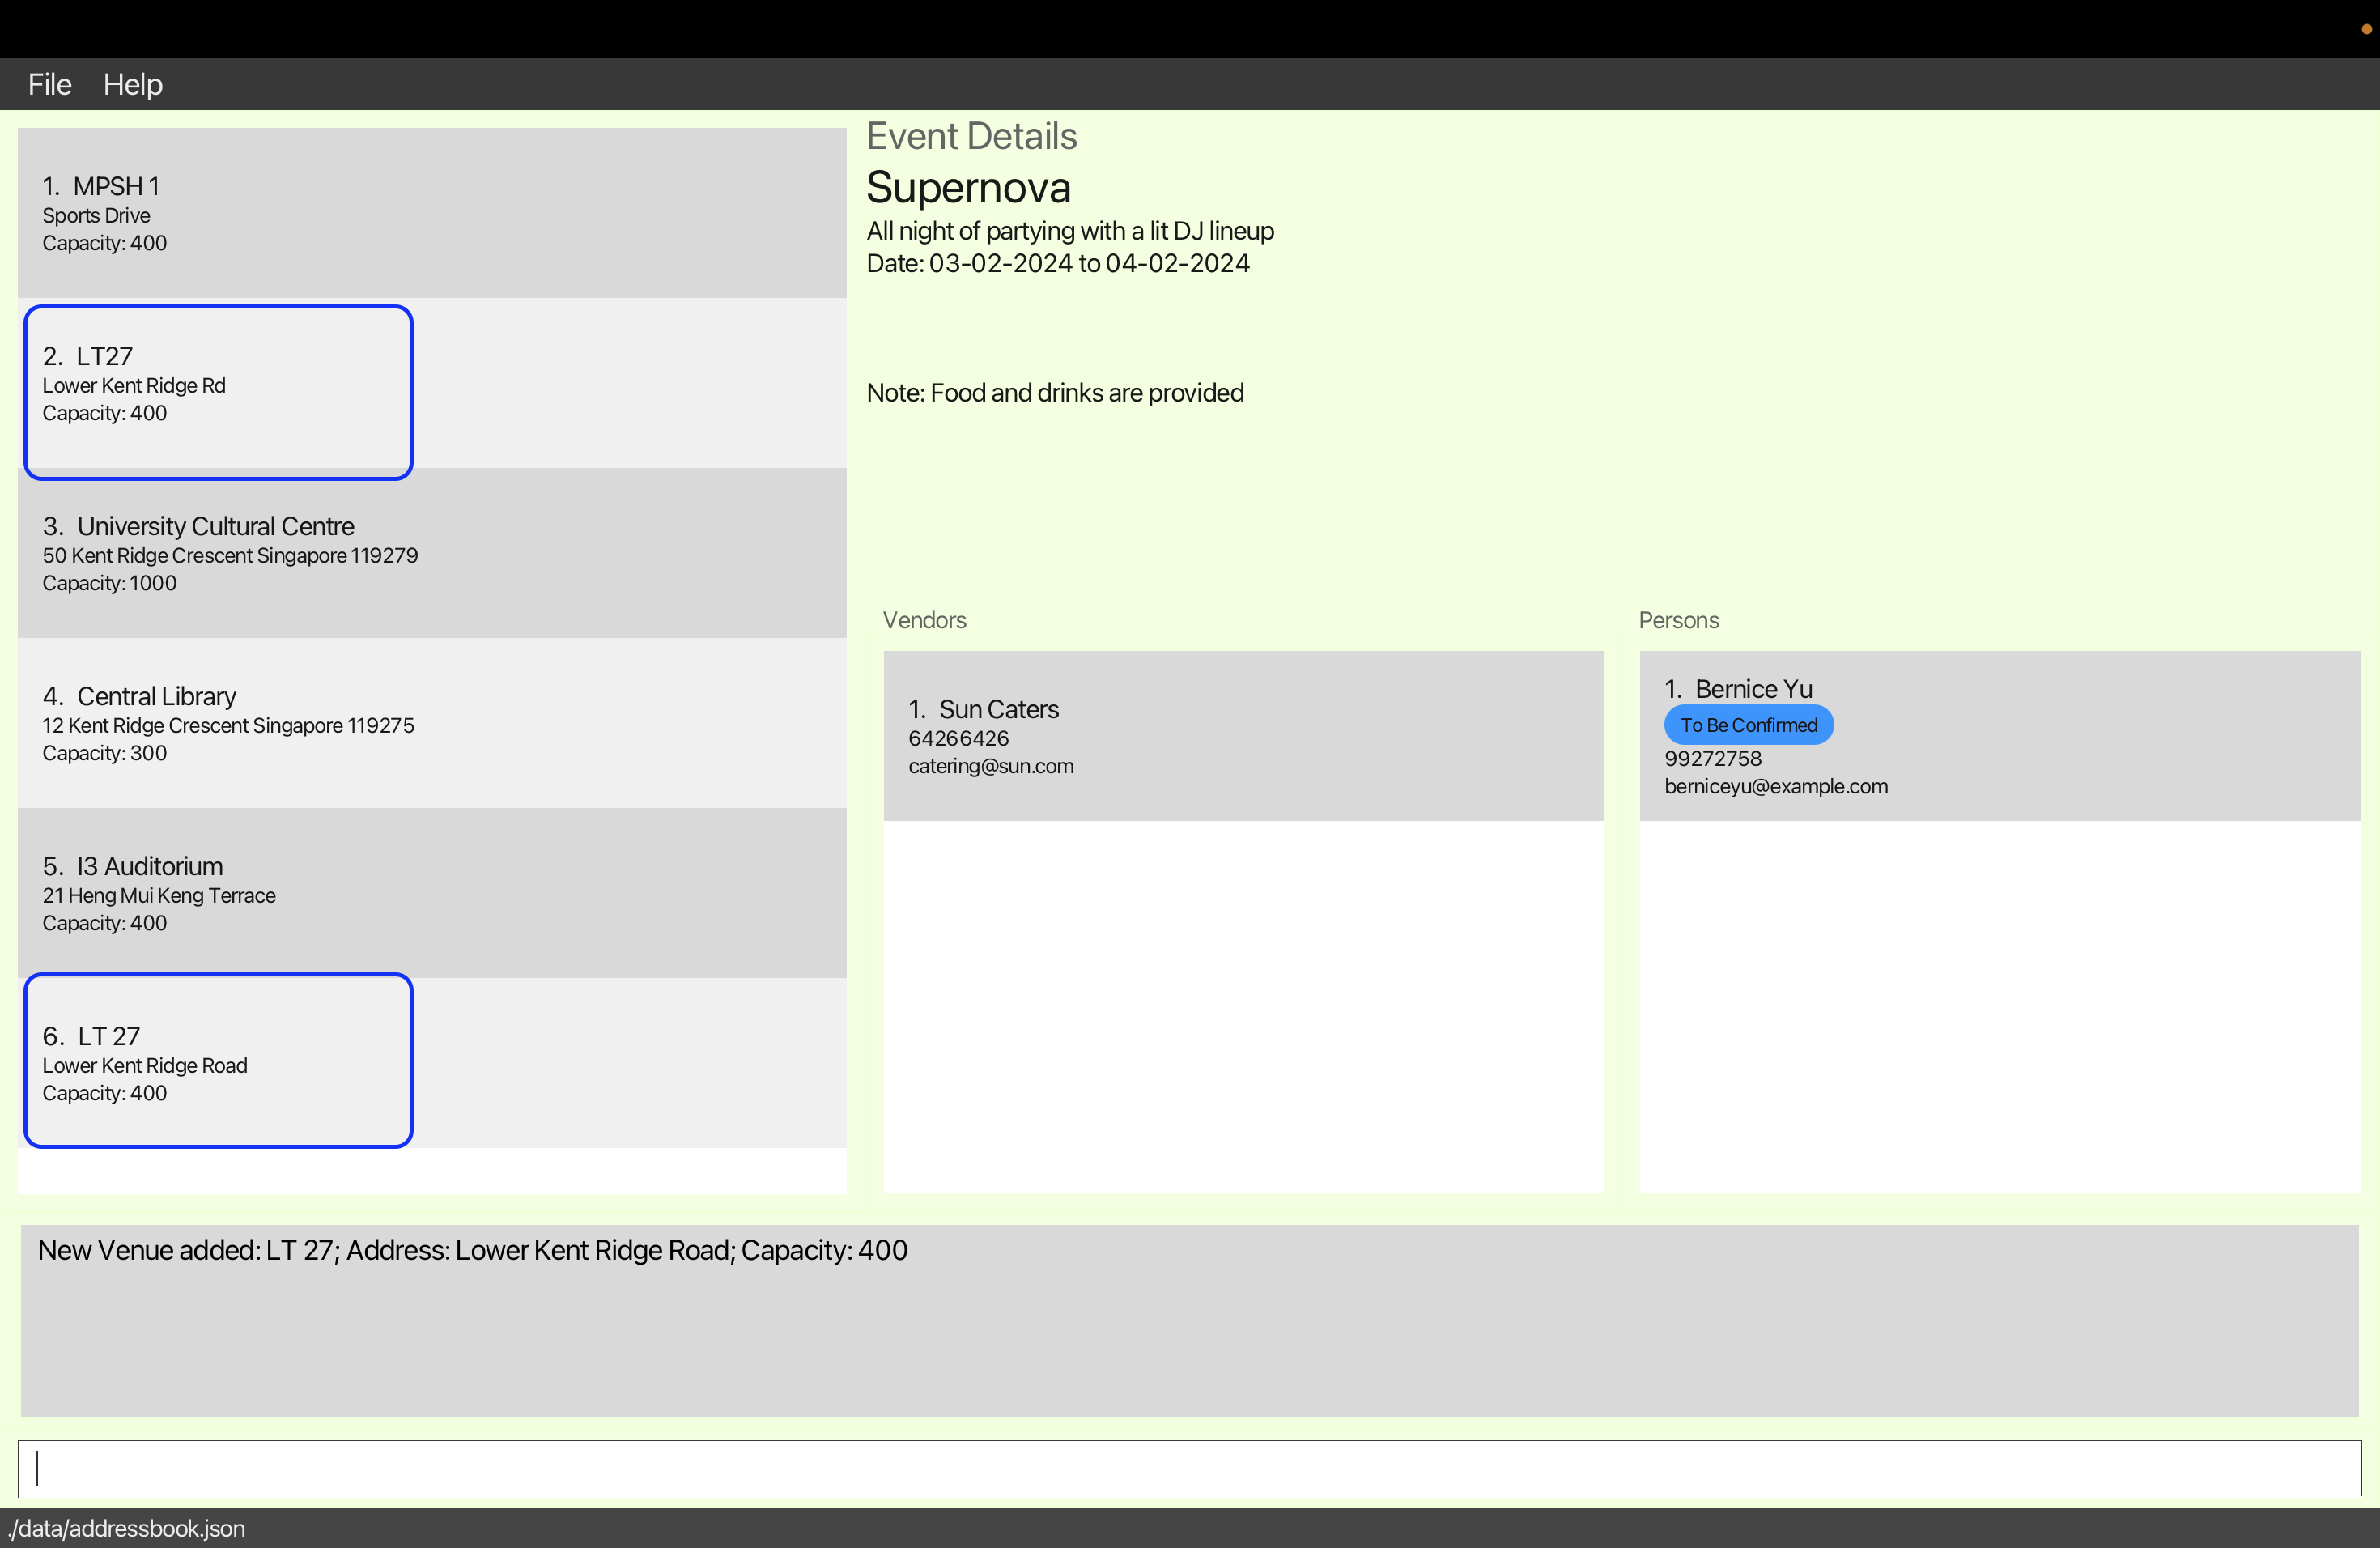 File Help
1. MPSH 1
Sports Drive
Capacity: 400
2. LT27
Lower Kent Ridge Rd
Capacity: 400
3. University Cultural Centre
50 Kent Ridge Crescent Singapore 119279
Capacity: 1000
4. Central Library
12 Kent Ridge Crescent Singapore 119275
Capacity: 300
5. I3 Auditorium
21 Heng Mui Keng Terrace
Capacity: 400
6. LT 27
Lower Kent Ridge Road
Capacity: 400
Event Details
Supernova
All night of partying with a lit DJ lineup
Date: 03-02-2024 to 04-02-2024
Note: Food and drinks are provided
Vendors
1. Sun Caters
64266426
catering@sun.com
Persons
1. Bernice Yu
To Be Confirmed
99272758
berniceyu@example.com
New Venue added: LT 27; Address: Lower Kent Ridge Road; Capacity: 400
./data/addressbook.json